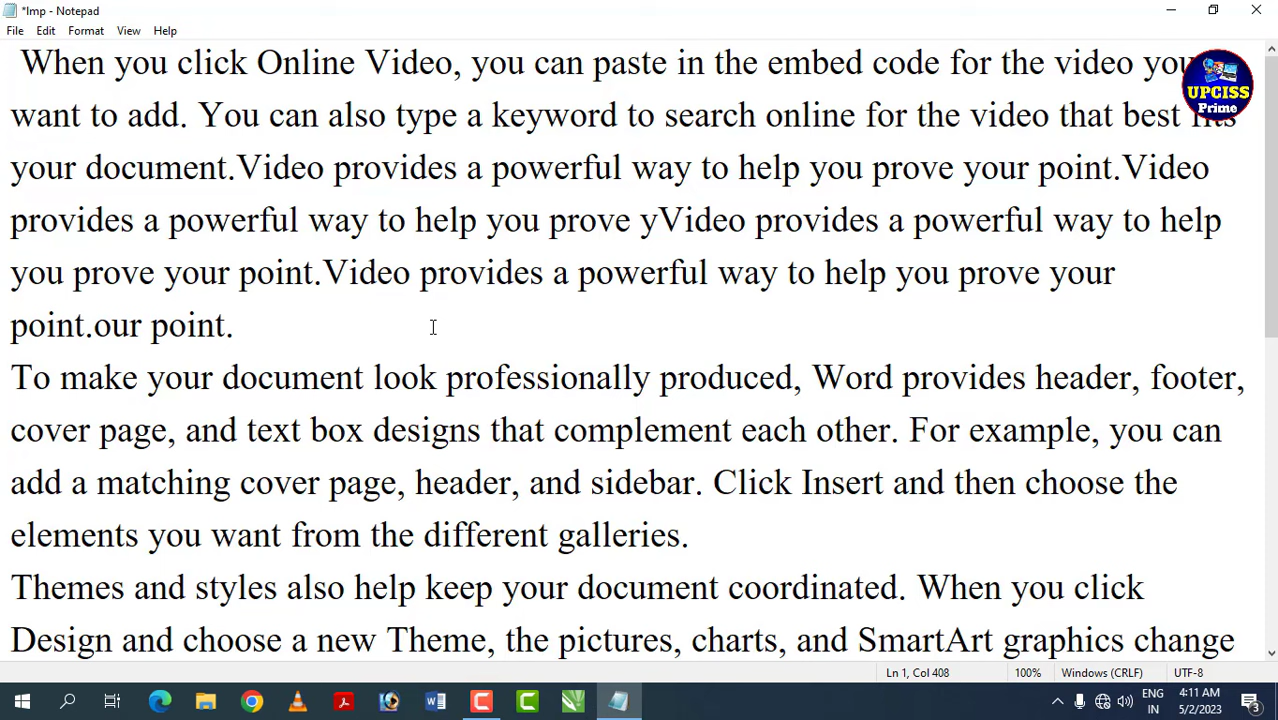 *Imp - Notepad
File Edit Format View Help
When you click Online Video, you can paste in the embed code for the video you
want to add. You can also type a keyword to search online for the video that best fits
your document.Video provides a powerful way to help you prove your point.Video
provides a powerful way to help you prove yVideo provides a powerful way to help
you prove your point.Video provides a powerful way to help you prove your
point.our point.
To make your document look professionally produced, Word provides header, footer,
cover page, and text box designs that complement each other. For example, you can
add a matching cover page, header, and sidebar. Click Insert and then choose the
elements you want from the different galleries.
Themes and styles also help keep your document coordinated. When you click
Design and choose a new Theme, the pictures, charts, and SmartArt graphics change
UPCISS
Prime
Ln 1, Col 408 100% Windows (CRLF) UTF-8
ENG 4:11 AM
IN 5/2/2023
3